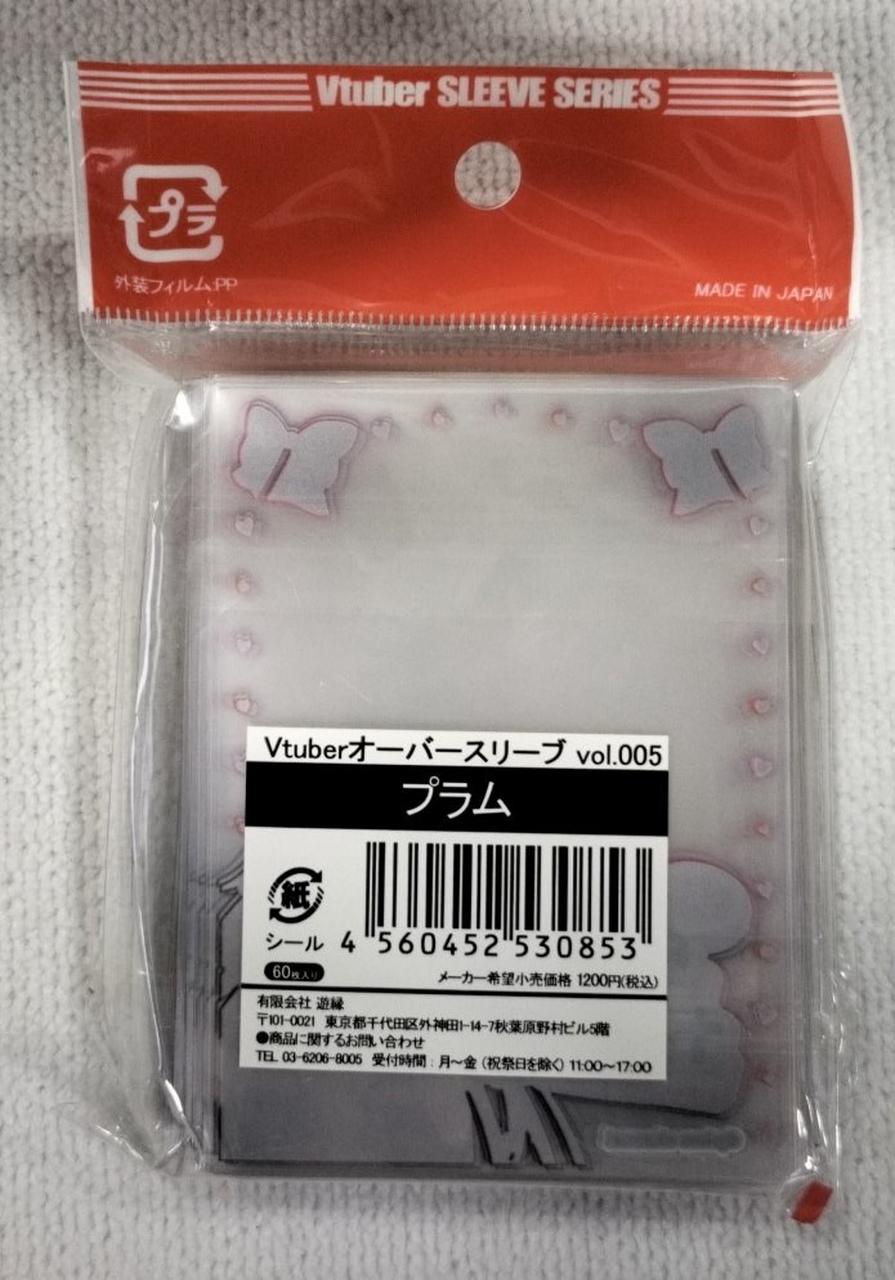 Vtuber SLEEVE SERIES
プラ
外装フィルム:PP
MADE IN JAPAN
Vtuberオーバースリーブ vol.005
プラム
紙
シール
4 560452 530853
60枚入り
メーカー希望小売価格 1200円(税込)
有限会社 遊縁
〒101-0021 東京都千代田区外神田1-14-7秋葉原野村ビル5階
●商品に関するお問い合わせ
TEL 03-6206-8005 受付時間:月〜金(祝祭日を除く)11:00〜17:00